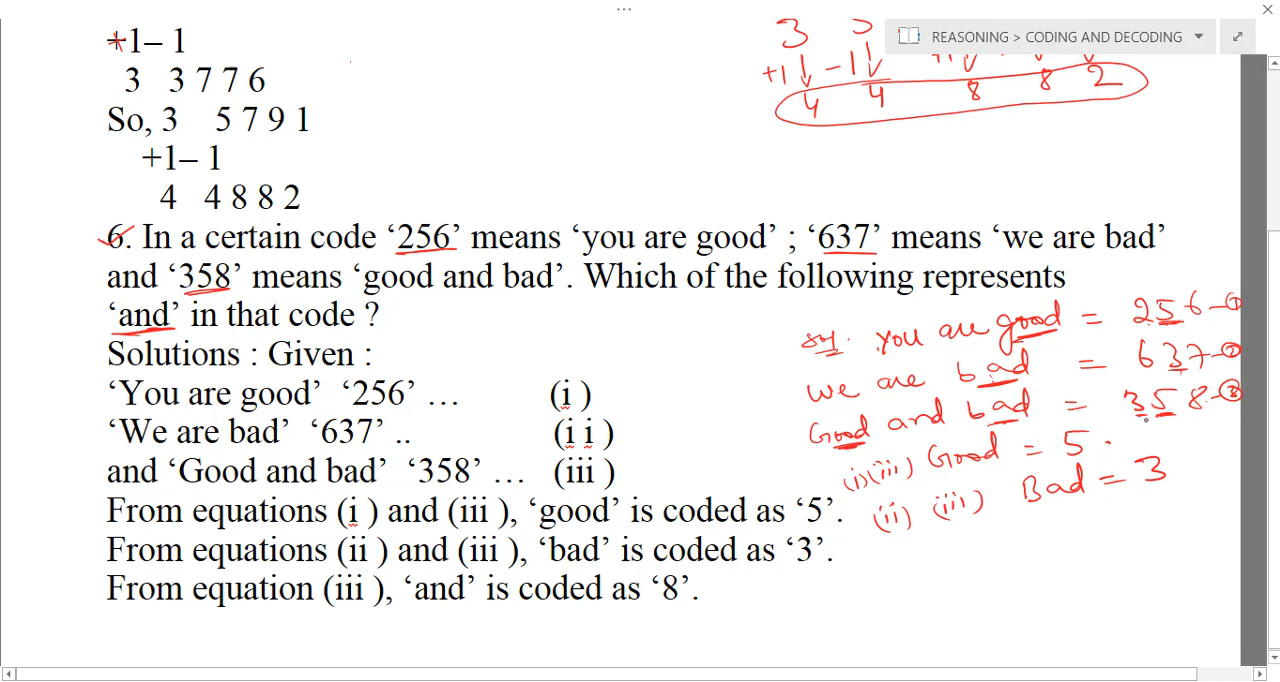 REASONING > CODING AND DECODING
+1– 1
3 3 7 7 6
So, 3 5 7 9 1
+1– 1
4 4 8 8 2
3
+1 – 1
4 4 8 8 2
6. In a certain code ‘256’ means ‘you are good’ ; ‘637’ means ‘we are bad’
and ‘358’ means ‘good and bad’. Which of the following represents
‘and’ in that code ?
Solutions : Given :
‘You are good’ ‘256’ … (i )
‘We are bad’ ‘637’ .. (i i )
and ‘Good and bad’ ‘358’ … (iii )
From equations (i ) and (iii ), ‘good’ is coded as ‘5’.
From equations (ii ) and (iii ), ‘bad’ is coded as ‘3’.
From equation (iii ), ‘and’ is coded as ‘8’.
you are good = 256 – ①
we are bad = 637 – ②
Good and bad = 358 – ③
(i) (iii) Good = 5
(ii) (iii) Bad = 3